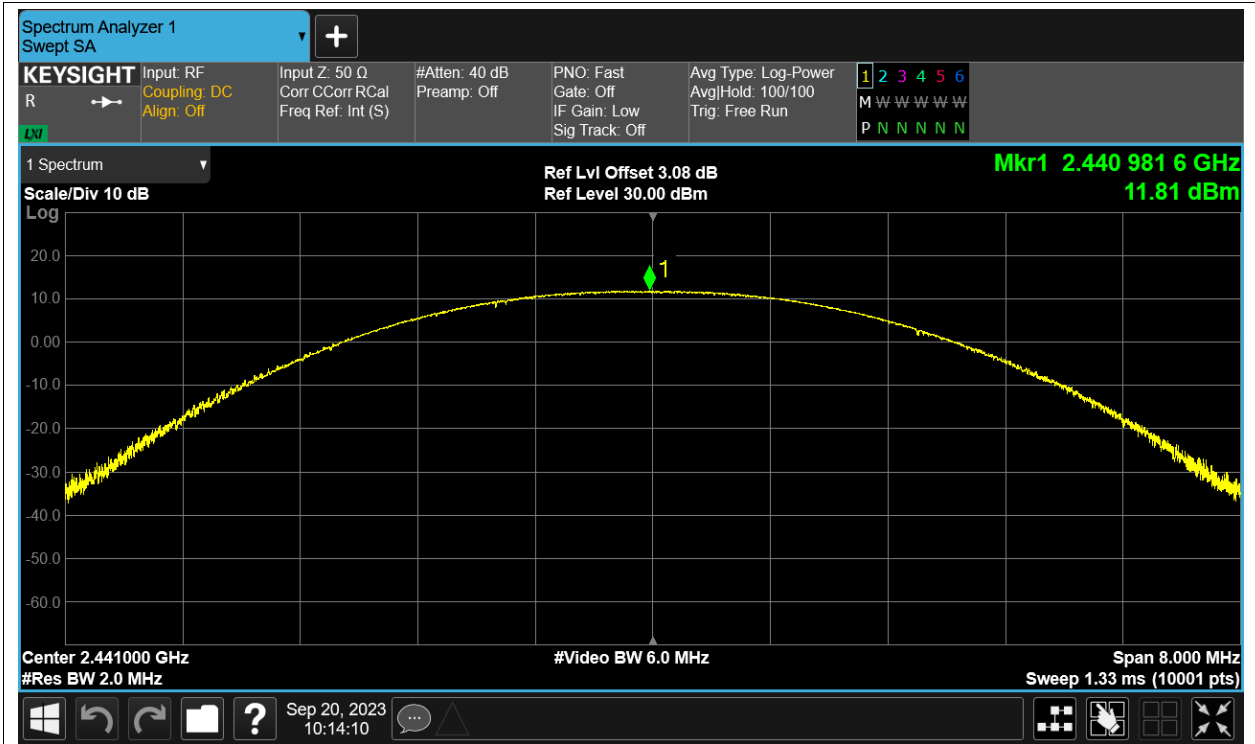 Spectrum Analyzer 1
Swept SA
+
KEYSIGHT
R
LXI
Input: RF
Coupling: DC
Align: Off
Input Z: 50 Ω
Corr CCorr RCal
Freq Ref: Int (S)
#Atten: 40 dB
Preamp: Off
PNO: Fast
Gate: Off
IF Gain: Low
Sig Track: Off
Avg Type: Log-Power
Avg|Hold: 100/100
Trig: Free Run
1 2 3 4 5 6
M W W W W W
P N N N N N
1 Spectrum
Scale/Div 10 dB
Log
Ref Lvl Offset 3.08 dB
Ref Level 30.00 dBm
Mkr1 2.440 981 6 GHz
11.81 dBm
1
20.0
10.0
0.00
-10.0
-20.0
-30.0
-40.0
-50.0
-60.0
Center 2.441000 GHz
#Res BW 2.0 MHz
#Video BW 6.0 MHz
Span 8.000 MHz
Sweep 1.33 ms (10001 pts)
?
Sep 20, 2023
10:14:10